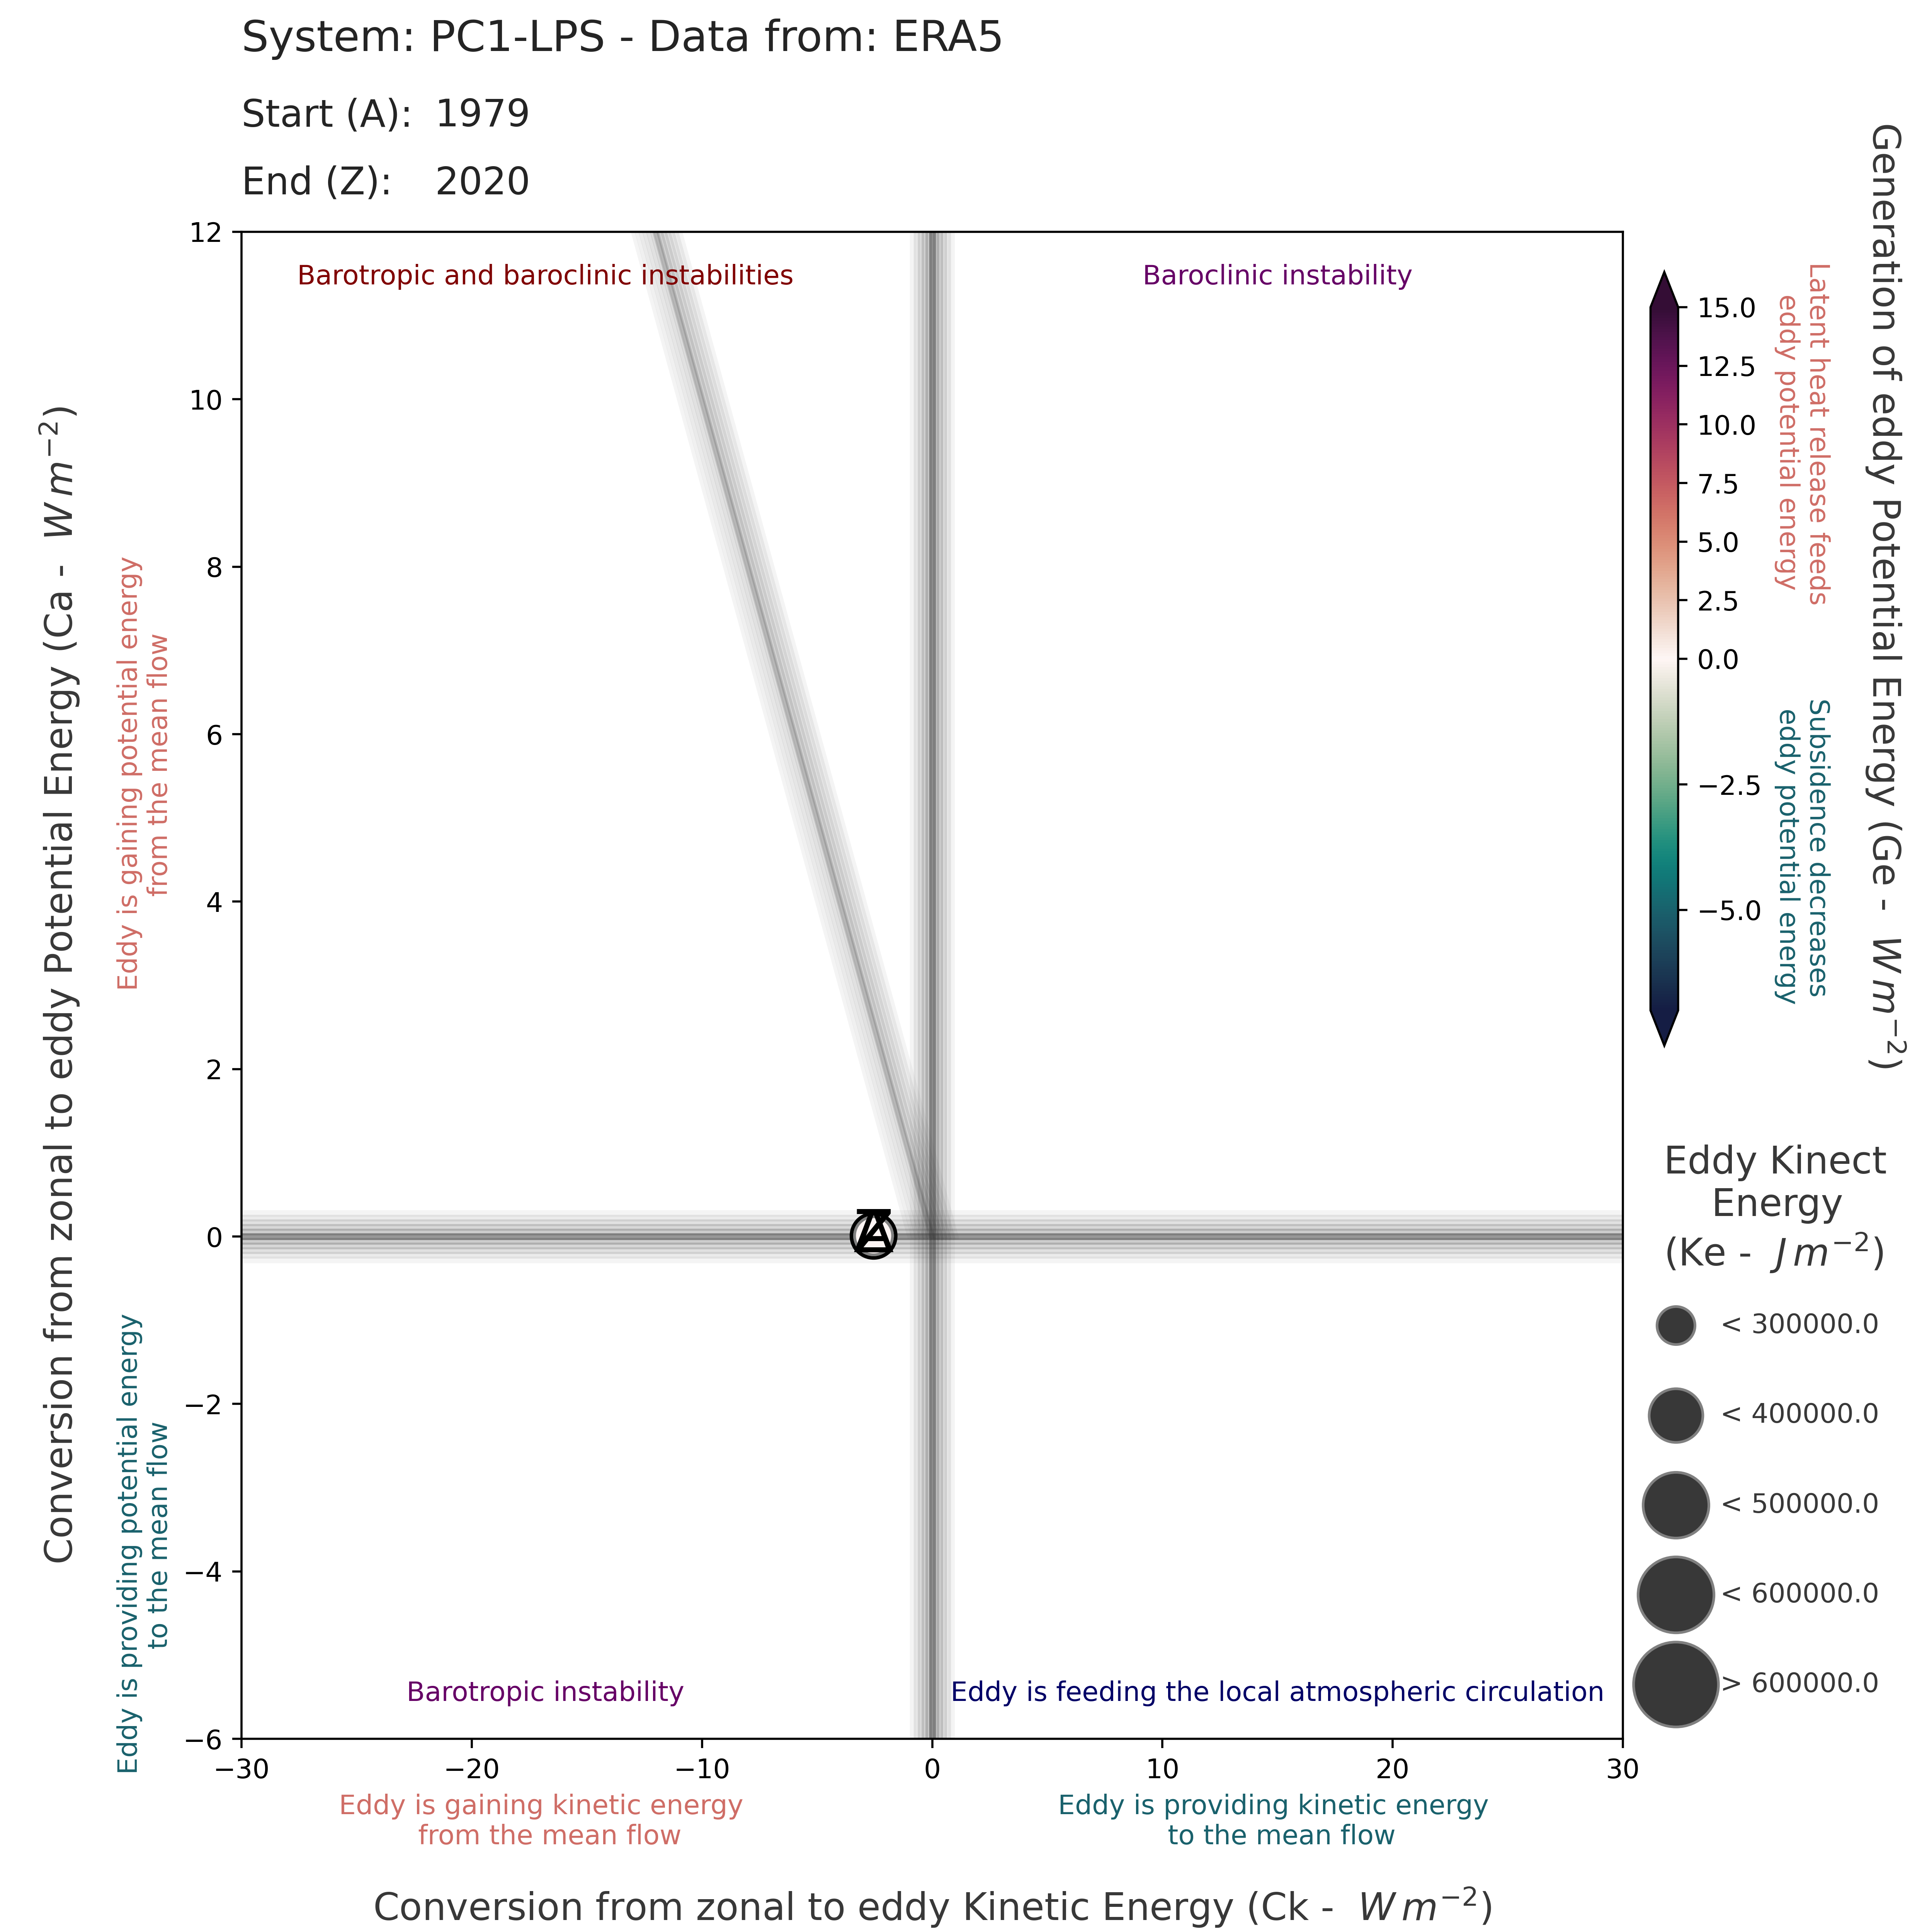 System: PC1-LPS - Data from: ERA5
Start (A): 1979
End (Z): 2020
Barotropic and baroclinic instabilities
Baroclinic instability
Barotropic instability
Eddy is feeding the local atmospheric circulation
A
Z
12
10
8
6
4
2
0
−2
−4
−6
−30
−20
−10
0
10
20
30
Conversion from zonal to eddy Potential Energy (Ca - W m⁻²)
Eddy is gaining potential energy
from the mean flow
Eddy is providing potential energy
to the mean flow
Eddy is gaining kinetic energy
from the mean flow
Eddy is providing kinetic energy
to the mean flow
Conversion from zonal to eddy Kinetic Energy (Ck - W m⁻²)
15.0
12.5
10.0
7.5
5.0
2.5
0.0
−2.5
−5.0
Latent heat release feeds
eddy potential energy
Subsidence decreases
eddy potential energy
Generation of eddy Potential Energy (Ge - W m⁻²)
Eddy Kinect
Energy
(Ke - J m⁻²)
< 300000.0
< 400000.0
< 500000.0
< 600000.0
> 600000.0